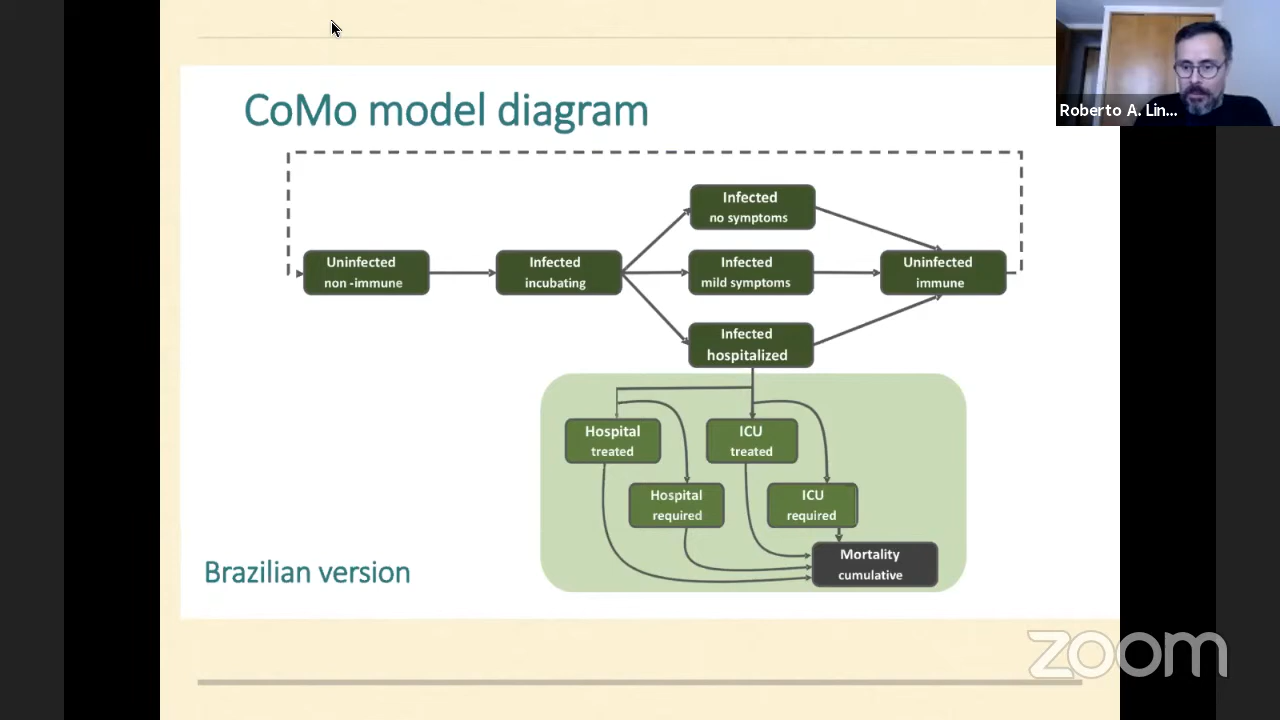 Roberto A. Lin...
CoMo model diagram
Infected
no symptoms
Uninfected
non -immune
Infected
incubating
Infected
mild symptoms
Uninfected
immune
Infected
hospitalized
Hospital
treated
ICU
treated
Hospital
required
ICU
required
Mortality
cumulative
Brazilian version
zoom